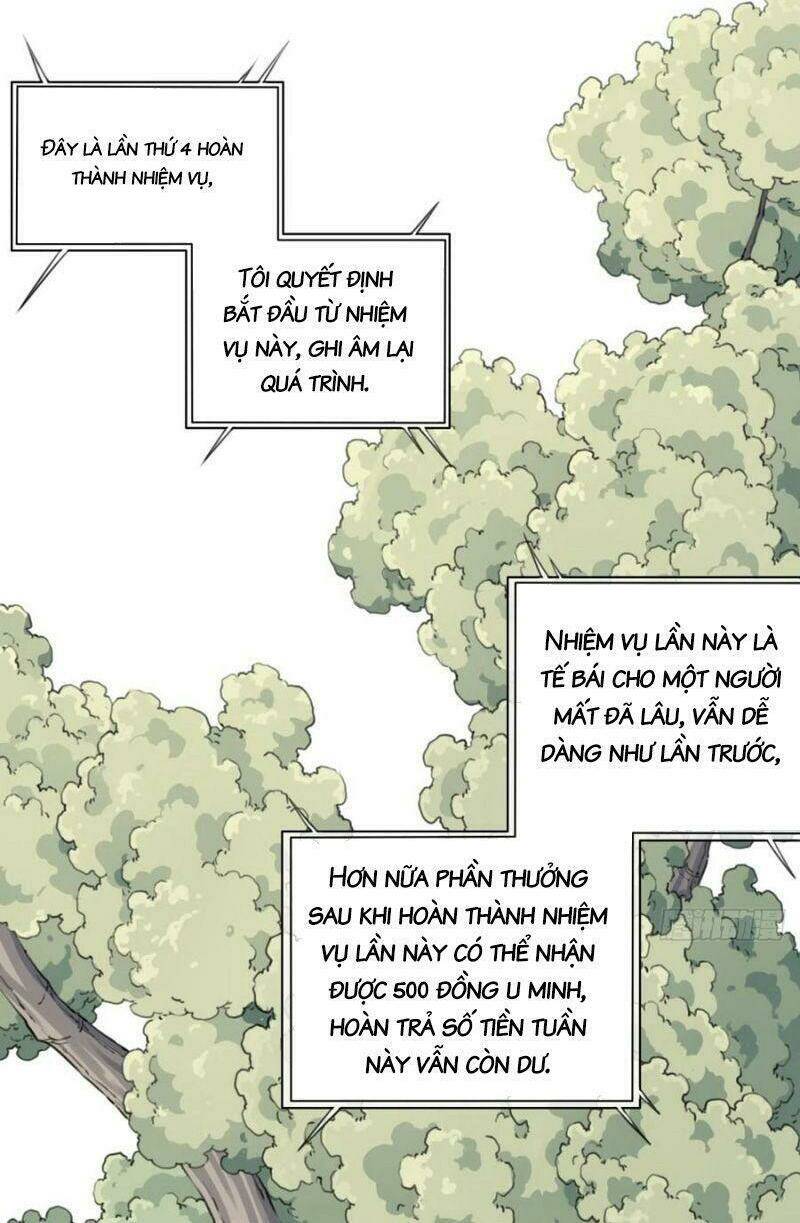 ĐÂY LÀ LẦN THỨ 4 HOÀN
THÀNH NHIỆM VỤ,
TÔI QUYẾT ĐỊNH
BẮT ĐẦU TỪ NHIỆM
VỤ NÀY, GHI ÂM LẠI
QUÁ TRÌNH.
NHIỆM VỤ LẦN NÀY LÀ
TẾ BÁI CHO MỘT NGƯỜI
MẤT ĐÃ LÂU, VẪN DỄ
DÀNG NHƯ LẦN TRƯỚC,
HƠN NỮA PHẦN THƯỞNG
SAU KHI HOÀN THÀNH NHIỆM
VỤ LẦN NÀY CÓ THỂ NHẬN
ĐƯỢC 500 ĐỒNG U MINH,
HOÀN TRẢ SỐ TIỀN TUẦN
NÀY VẪN CÒN DƯ.